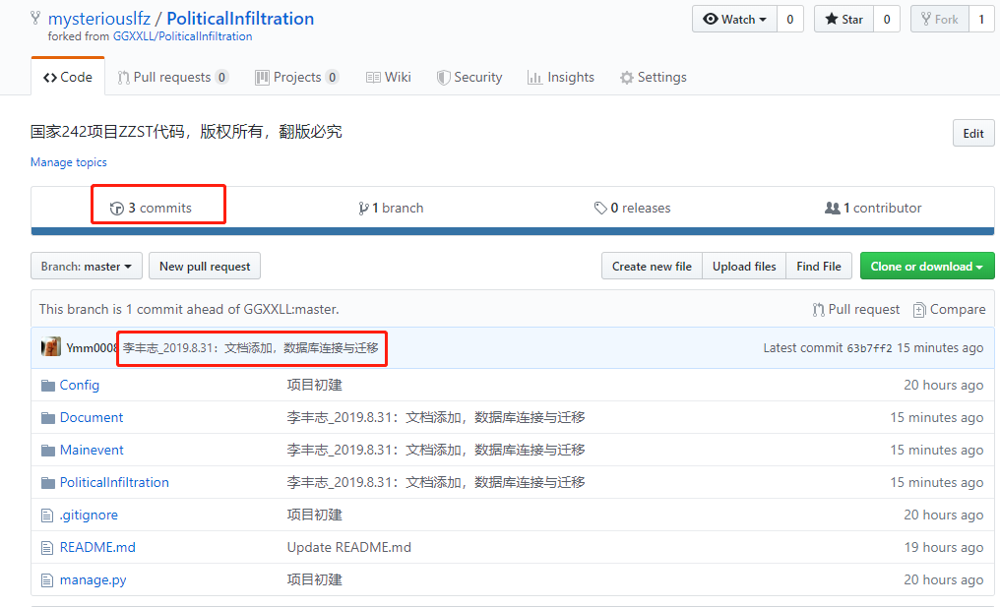 mysteriouslfz / PoliticalInfiltration
Watch 0 Star 0 Fork 1
forked from GGXXLL/PoliticalInfiltration
Code Pull requests 0 Projects 0 Wiki Security Insights Settings
国家242项目ZZST代码，版权所有，翻版必究
Edit
Manage topics
3 commits 1 branch 0 releases 1 contributor
Branch: master New pull request Create new file Upload files Find File Clone or download
This branch is 1 commit ahead of GGXXLL:master. Pull request Compare
Ymm0008 李丰志_2019.8.31：文档添加，数据库连接与迁移 Latest commit 63b7ff2 15 minutes ago
Config 项目初建 20 hours ago
Document 李丰志_2019.8.31：文档添加，数据库连接与迁移 15 minutes ago
Mainevent 李丰志_2019.8.31：文档添加，数据库连接与迁移 15 minutes ago
PoliticalInfiltration 李丰志_2019.8.31：文档添加，数据库连接与迁移 15 minutes ago
.gitignore 项目初建 20 hours ago
README.md Update README.md 19 hours ago
manage.py 项目初建 20 hours ago